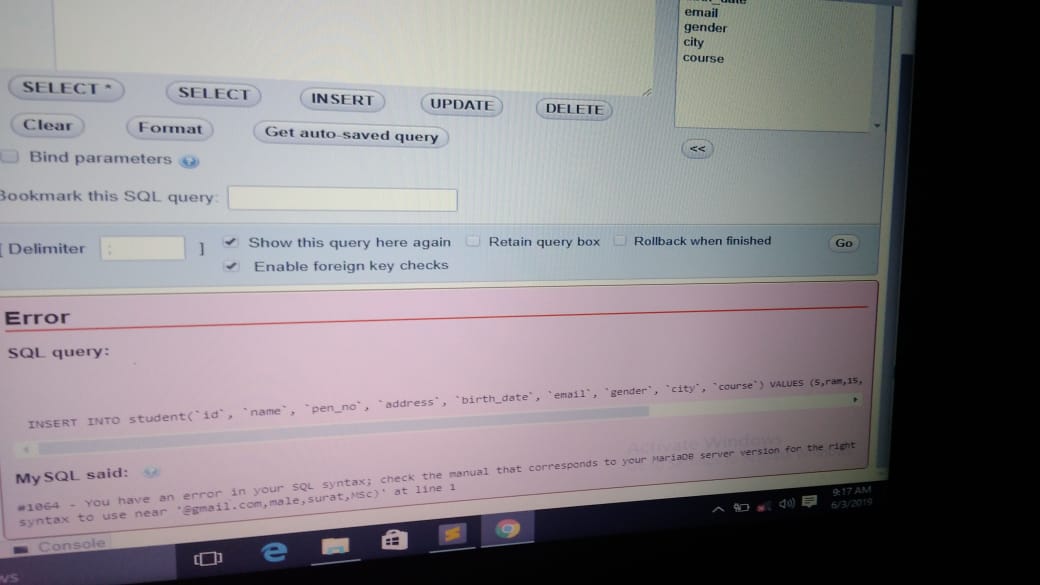 email
gender
city
course
SELECT * SELECT INSERT UPDATE DELETE
Clear Format Get auto-saved query
<<
Bind parameters
Bookmark this SQL query:
[ Delimiter ; ] Show this query here again Retain query box Rollback when finished Go
Enable foreign key checks
Error
SQL query:
INSERT INTO student(`id`, `name`, `pen_no`, `address`, `birth_date`, `email`, `gender`, `city`, `course`) VALUES (5,ram,15,
Activate Windows
MySQL said:
#1064 - You have an error in your SQL syntax; check the manual that corresponds to your MariaDB server version for the right
syntax to use near '@gmail.com,male,surat,MSc)' at line 1
Console
9:17 AM
6/3/2019